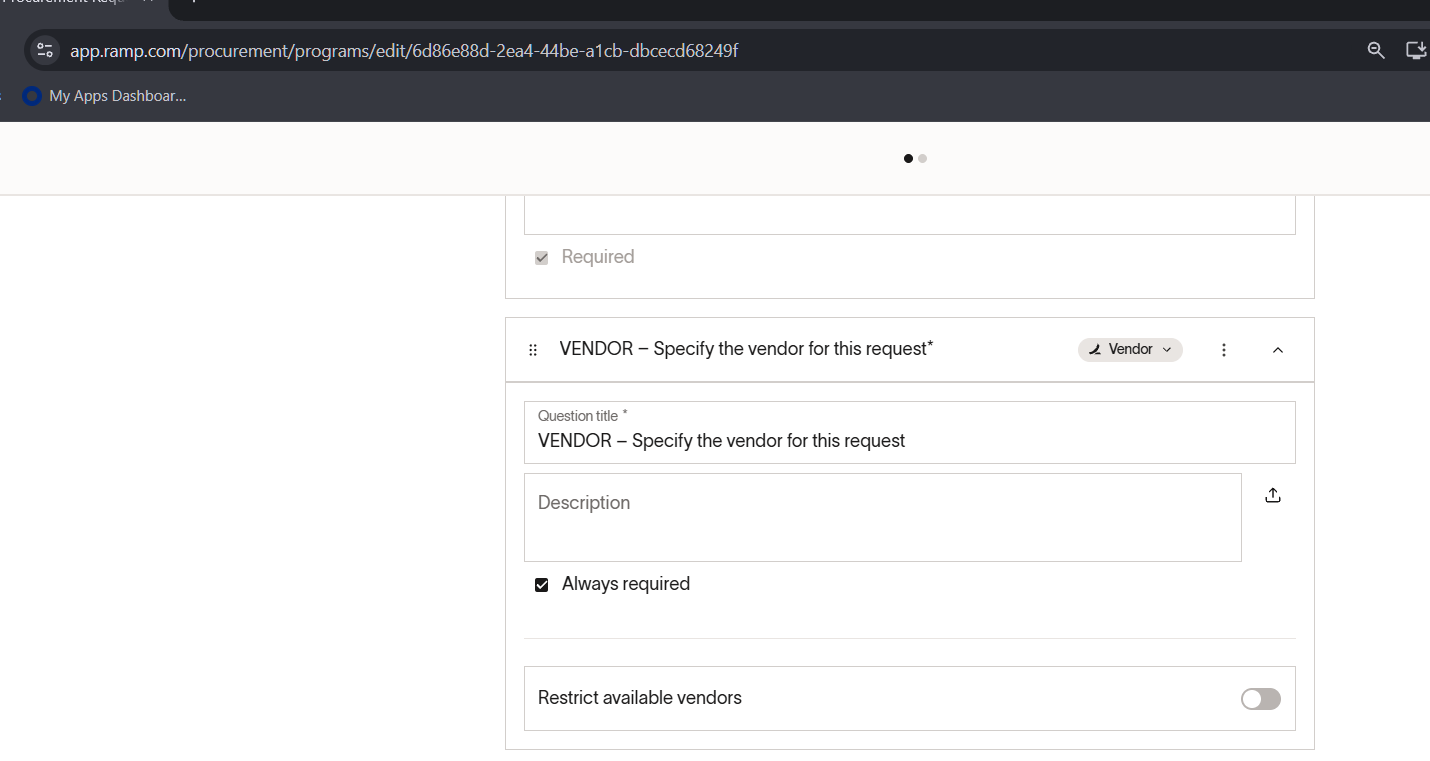 app.ramp.com/procurement/programs/edit/6d86e88d-2ea4-44be-a1cb-dbcecd68249f
My Apps Dashboar...
Required
VENDOR – Specify the vendor for this request*
Vendor
Question title *
VENDOR – Specify the vendor for this request
Description
Always required
Restrict available vendors